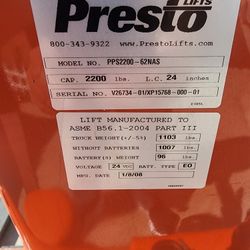 Presto LIFTS
800-343-9322 www.PrestoLifts.com
MODEL NO. PPS2200-62NAS
CAP. 2200 lbs. L.C. 24 inches
SERIAL NO. V26734-01/XP15768-000-01
LIFT MANUFACTURED TO
ASME B56.1-2004 PART III
TRUCK WEIGHT(+/-5%) 1103 lbs
WITHOUT BATTERIES 1007 lbs
BATTERY(S) WEIGHT 96 lbs
VOLTAGE 24 VDC BATT. TYPE EO
MFG. DATE 1/8/08